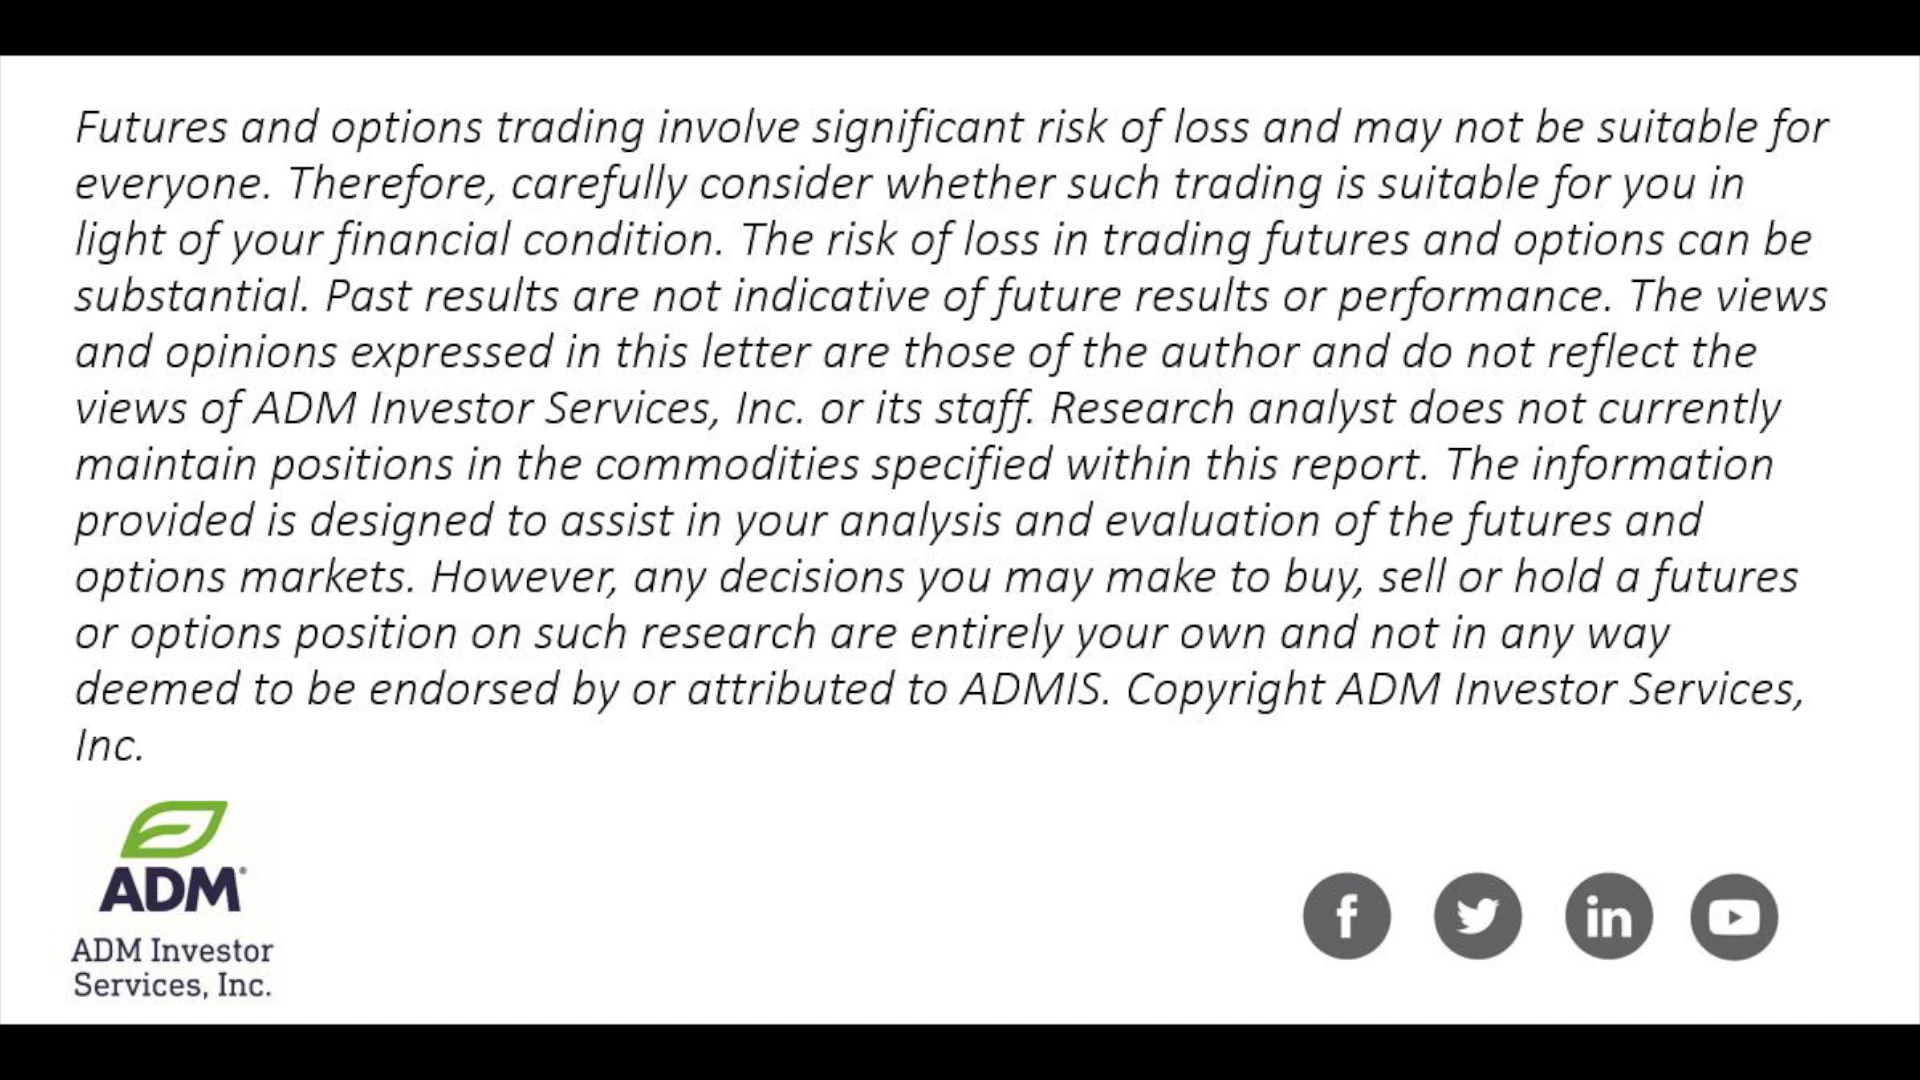 Futures and options trading involve significant risk of loss and may not be suitable for
everyone. Therefore, carefully consider whether such trading is suitable for you in
light of your financial condition. The risk of loss in trading futures and options can be
substantial. Past results are not indicative of future results or performance. The views
and opinions expressed in this letter are those of the author and do not reflect the
views of ADM Investor Services, Inc. or its staff. Research analyst does not currently
maintain positions in the commodities specified within this report. The information
provided is designed to assist in your analysis and evaluation of the futures and
options markets. However, any decisions you may make to buy, sell or hold a futures
or options position on such research are entirely your own and not in any way
deemed to be endorsed by or attributed to ADMIS. Copyright ADM Investor Services,
Inc.
ADM®
ADM Investor
Services, Inc.
f
in